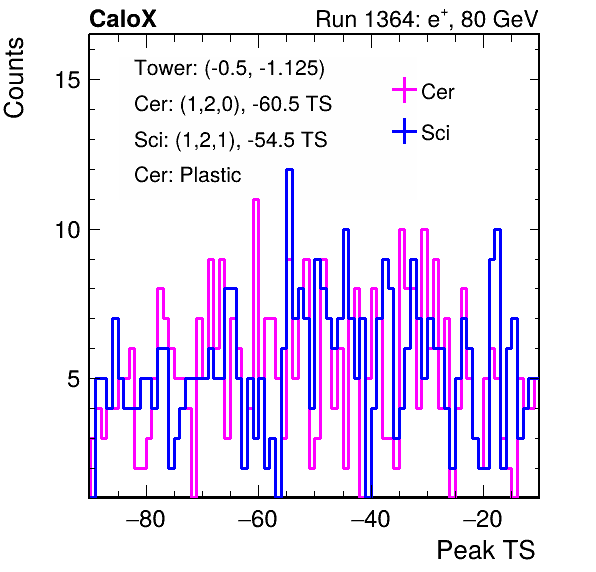 CaloX
Run 1364: e+, 80 GeV
Counts
Tower: (-0.5, -1.125)
Cer: (1,2,0), -60.5 TS
Sci: (1,2,1), -54.5 TS
Cer: Plastic
Cer
Sci
15
10
5
−80 −60 −40 −20
Peak TS